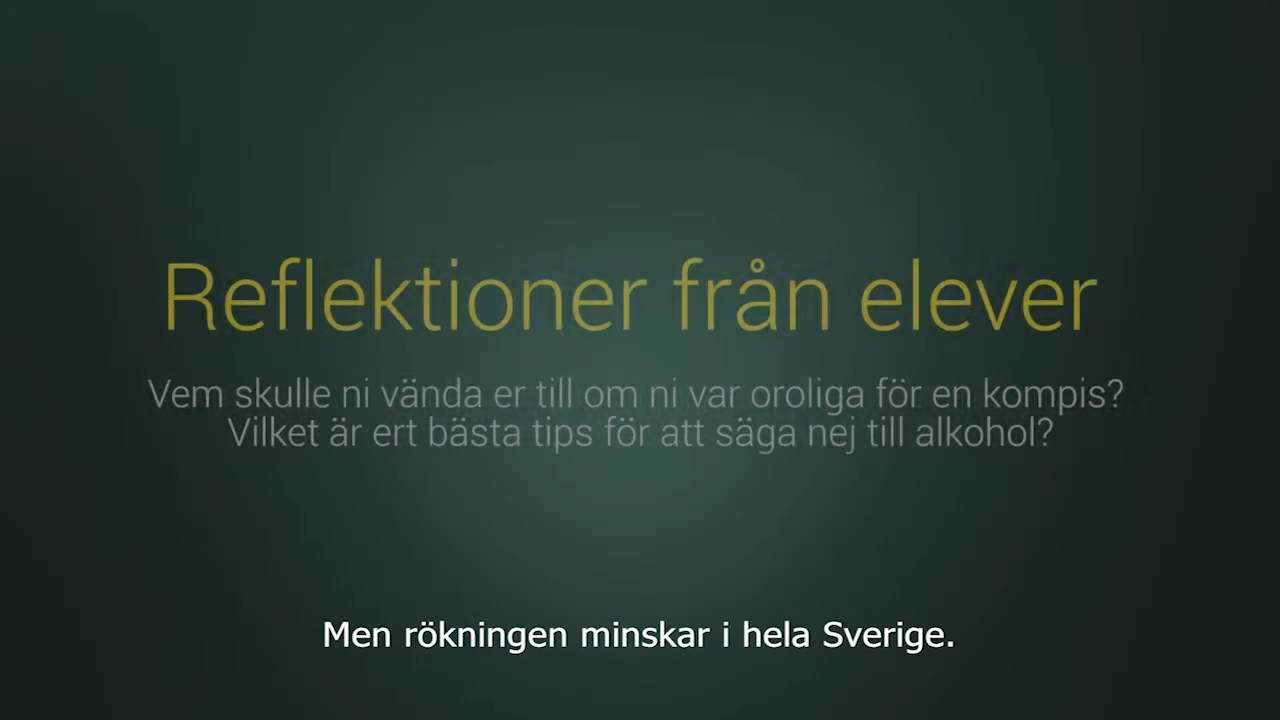 Reflektioner från elever
Vem skulle ni vända er till om ni var oroliga för en kompis?
Vilket är ert bästa tips för att säga nej till alkohol?
Men rökningen minskar i hela Sverige.